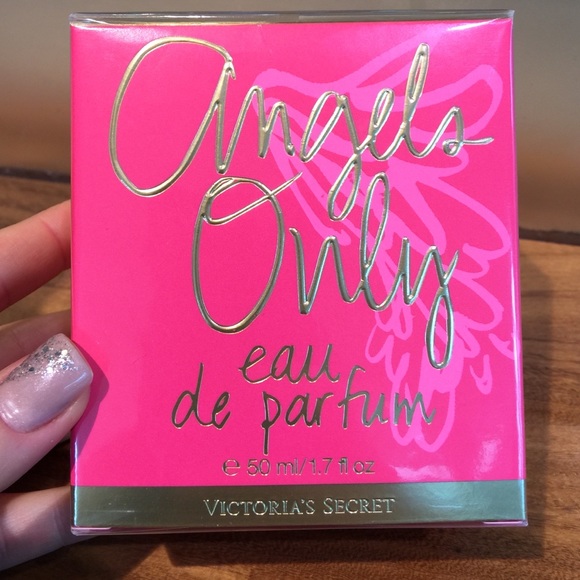 Angels
Only
eau
de parfum
℮ 50 ml/1.7 fl oz
VICTORIA'S SECRET